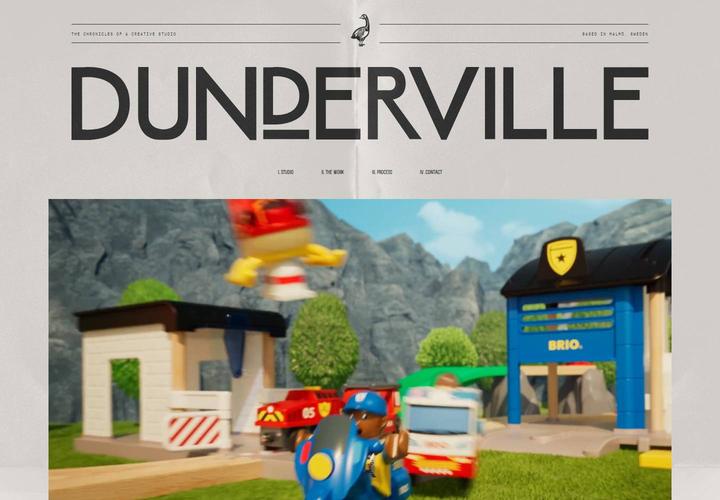 THE CHRONICLES OF A CREATIVE STUDIO
BASED IN MALMÖ, SWEDEN
DUNDERVILLE
I. STUDIO
II. THE WORK
III. PROCESS
IV. CONTACT
BRIO
05